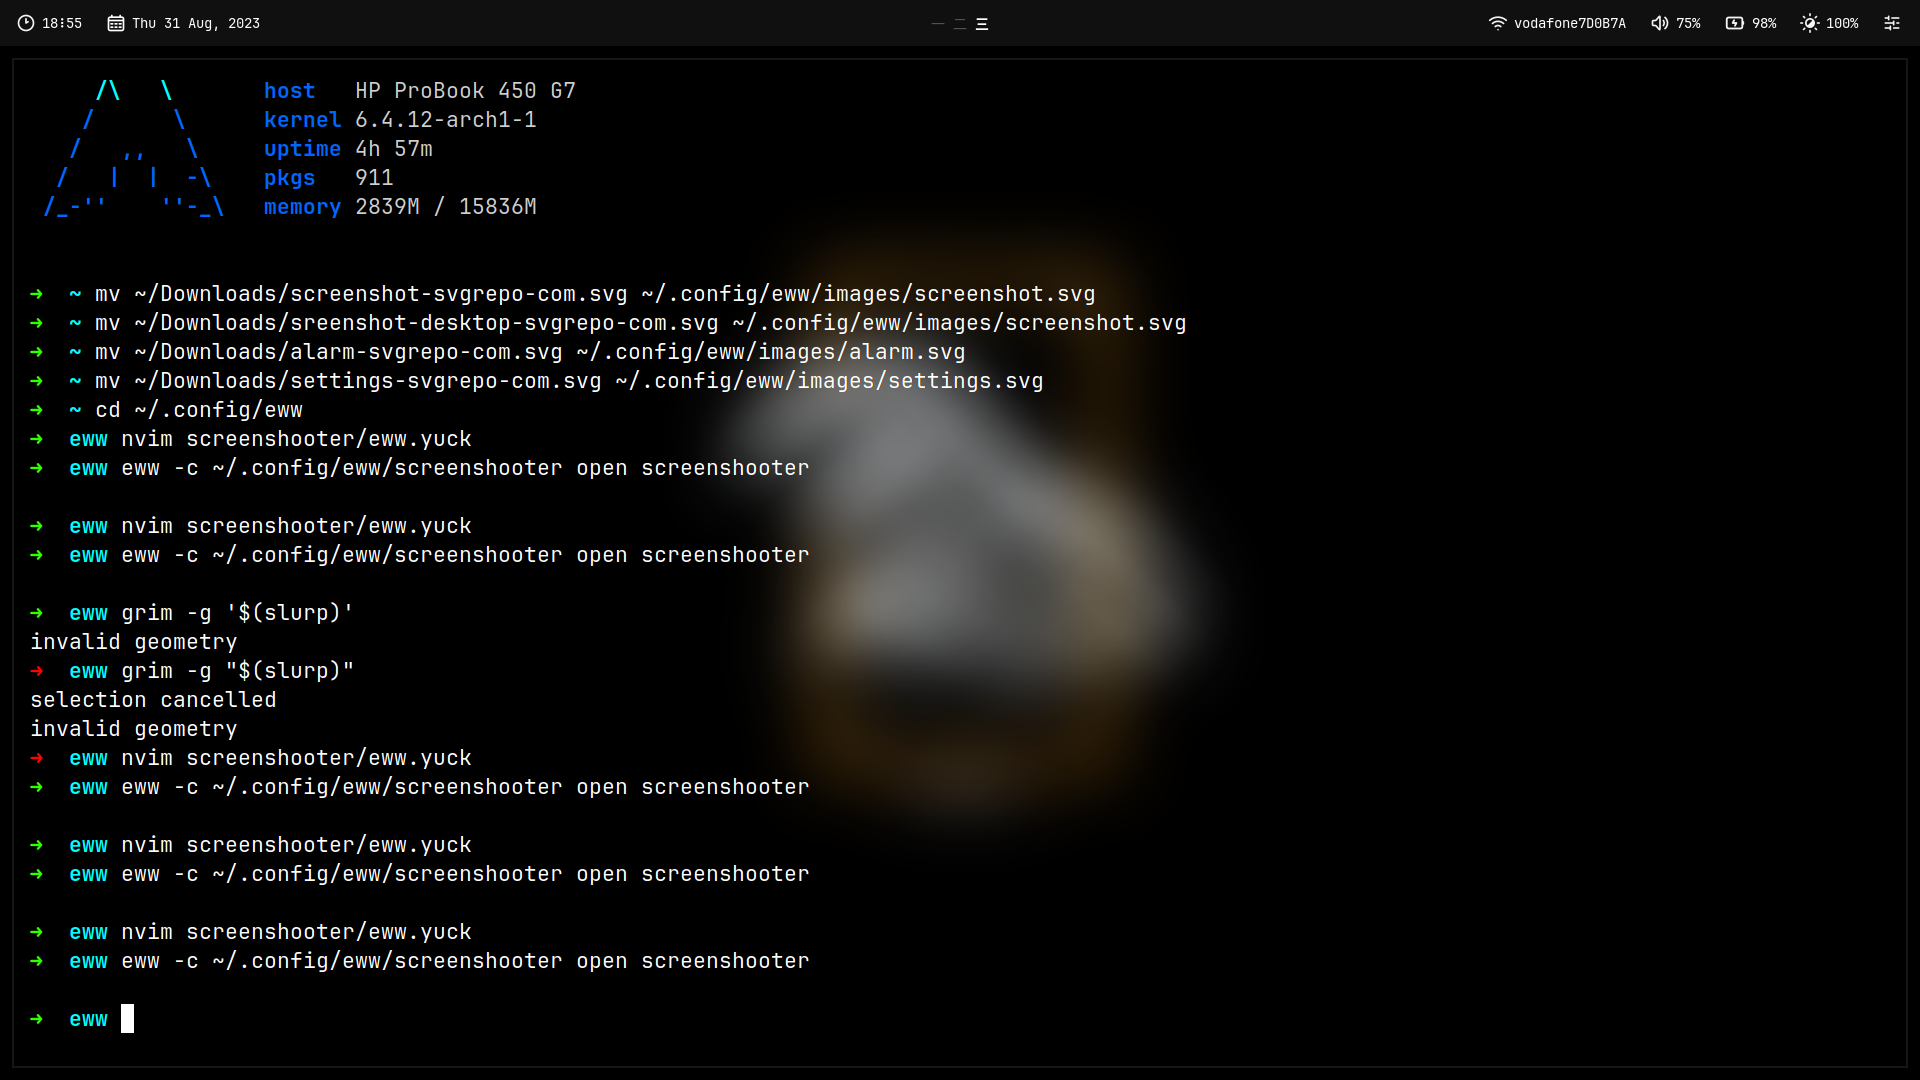 18:55 Thu 31 Aug, 2023 一 二 三 vodafone7D0B7A 75% 98% 100%
/\ \ host HP ProBook 450 G7
/ \ kernel 6.4.12-arch1-1
/ ,, \ uptime 4h 57m
/ | | -\ pkgs 911
/_-'' ''-_\ memory 2839M / 15836M
➜ ~ mv ~/Downloads/screenshot-svgrepo-com.svg ~/.config/eww/images/screenshot.svg
➜ ~ mv ~/Downloads/sreenshot-desktop-svgrepo-com.svg ~/.config/eww/images/screenshot.svg
➜ ~ mv ~/Downloads/alarm-svgrepo-com.svg ~/.config/eww/images/alarm.svg
➜ ~ mv ~/Downloads/settings-svgrepo-com.svg ~/.config/eww/images/settings.svg
➜ ~ cd ~/.config/eww
➜ eww nvim screenshooter/eww.yuck
➜ eww eww -c ~/.config/eww/screenshooter open screenshooter
➜ eww nvim screenshooter/eww.yuck
➜ eww eww -c ~/.config/eww/screenshooter open screenshooter
➜ eww grim -g '$(slurp)'
invalid geometry
➜ eww grim -g "$(slurp)"
selection cancelled
invalid geometry
➜ eww nvim screenshooter/eww.yuck
➜ eww eww -c ~/.config/eww/screenshooter open screenshooter
➜ eww nvim screenshooter/eww.yuck
➜ eww eww -c ~/.config/eww/screenshooter open screenshooter
➜ eww nvim screenshooter/eww.yuck
➜ eww eww -c ~/.config/eww/screenshooter open screenshooter
➜ eww